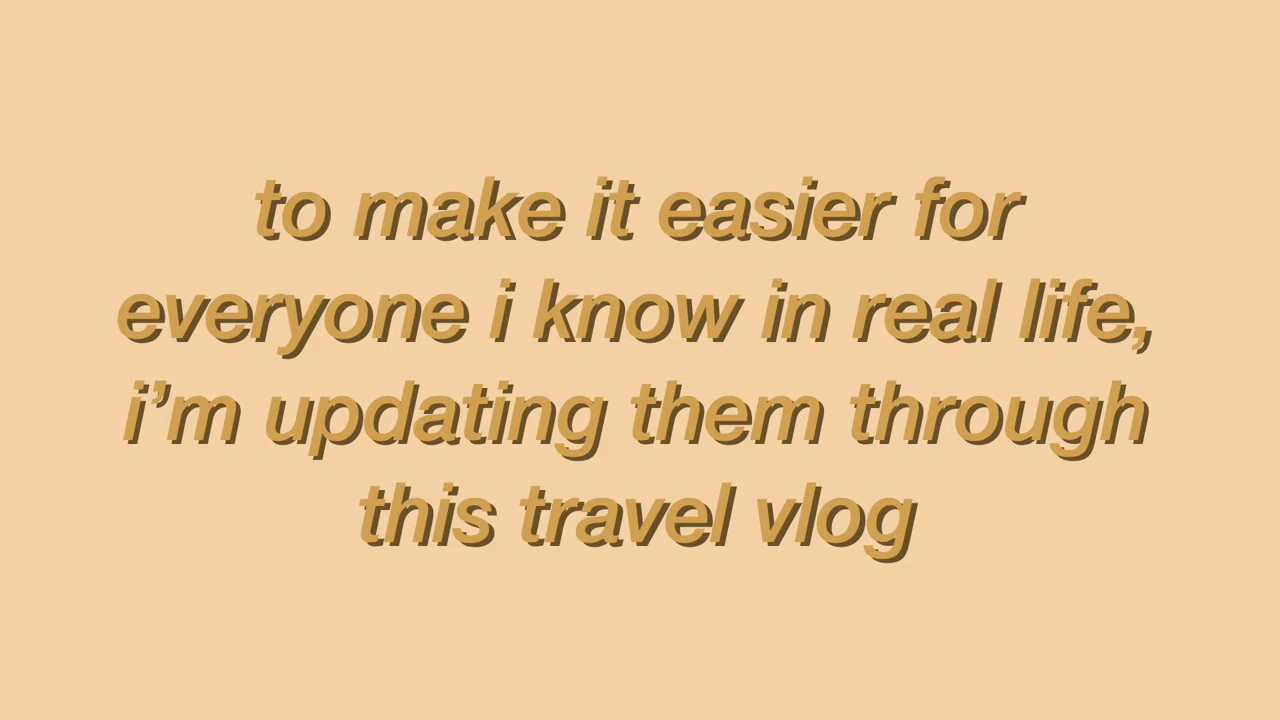 to make it easier for
everyone i know in real life,
i’m updating them through
this travel vlog